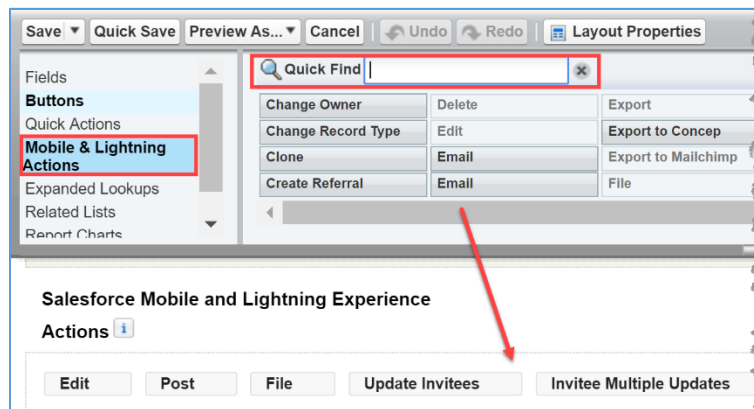 Save Quick Save Preview As... Cancel Undo Redo Layout Properties
Fields
Buttons
Quick Actions
Mobile & Lightning
Actions
Expanded Lookups
Related Lists
Report Charts
Quick Find
Change Owner Delete Export
Change Record Type Edit Export to Concep
Clone Email Export to Mailchimp
Create Referral Email File
Salesforce Mobile and Lightning Experience
Actions i
Edit Post File Update Invitees Invitee Multiple Updates